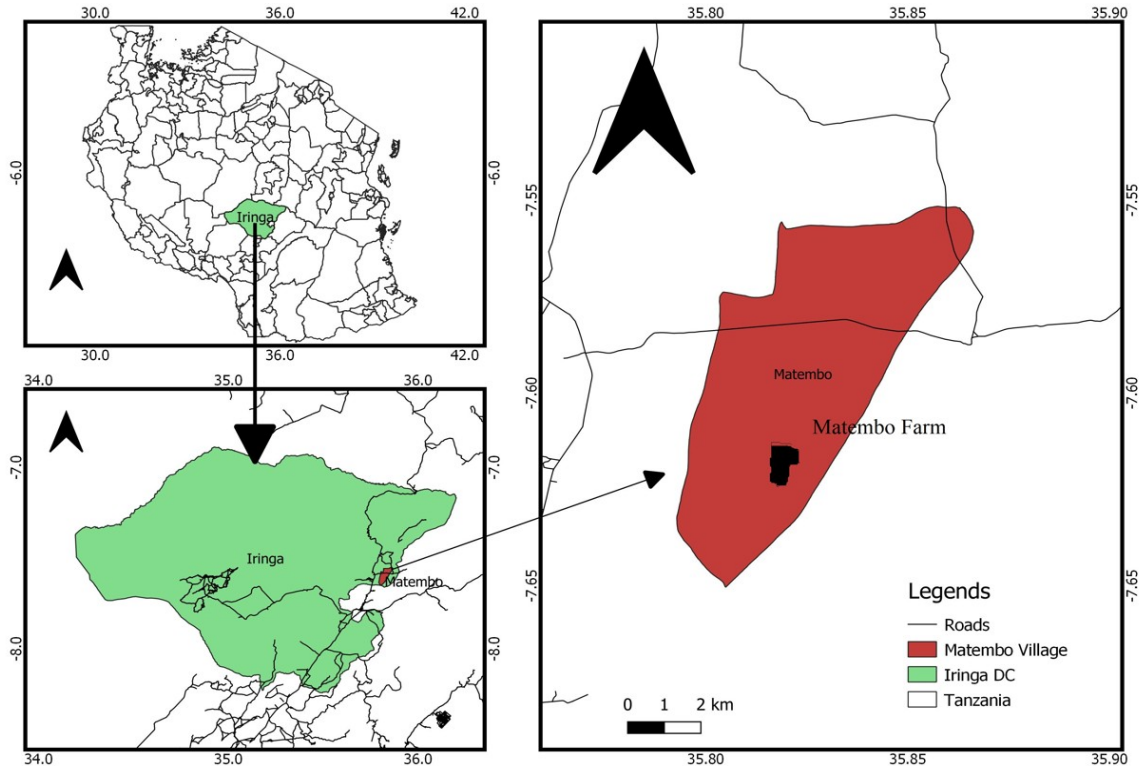 30.0 36.0 42.0
-6.0 -6.0
Iringa
30.0 36.0 42.0
34.0 35.0 36.0
-7.0 -7.0
Iringa
Matembo
-8.0 -8.0
34.0 35.0 36.0
35.80 35.85 35.90
-7.55 -7.55
-7.60 -7.60
Matembo
Matembo Farm
-7.65 -7.65
Legends
Roads
Matembo Village
Iringa DC
Tanzania
0 1 2 km
35.80 35.85 35.90